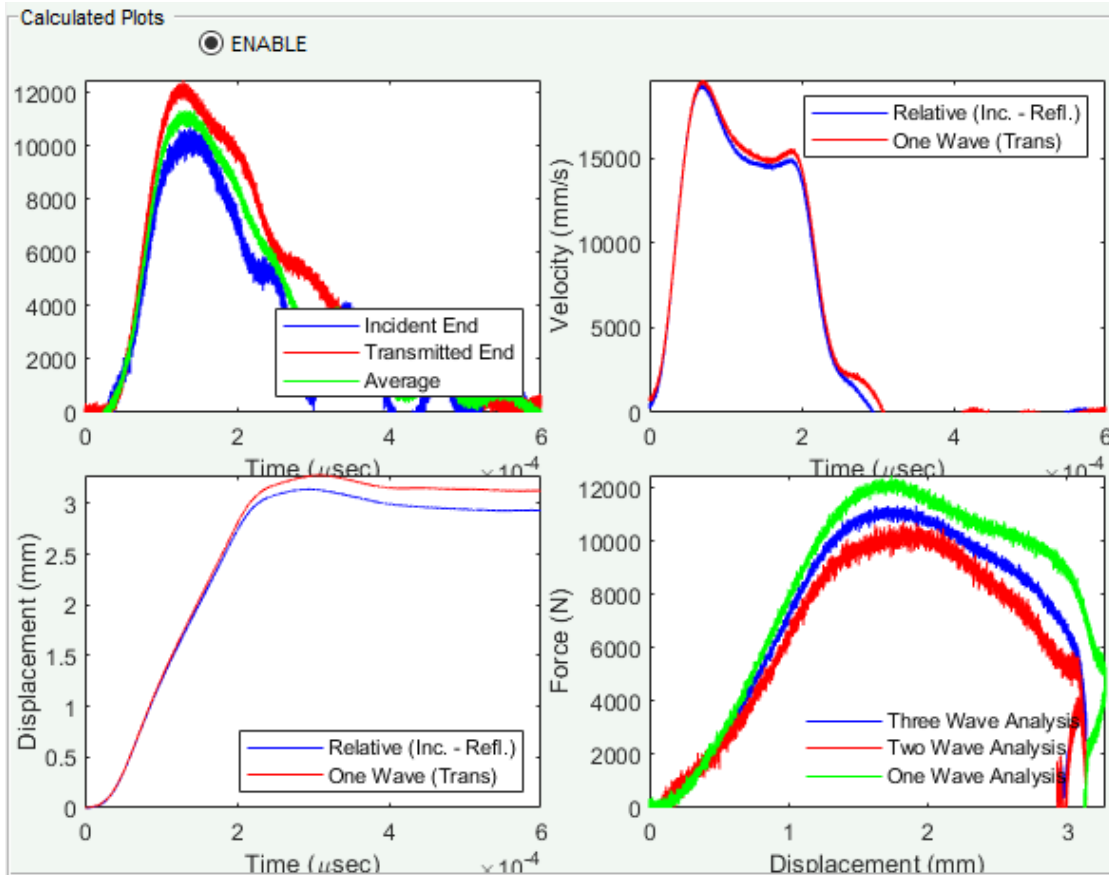 Calculated Plots
ENABLE
12000
10000
8000
6000
4000
2000
0
Incident End
Transmitted End
Average
0 2 4 6
Time (μsec) ×10⁻⁴
Velocity (mm/s)
15000
10000
5000
0
Relative (Inc. - Refl.)
One Wave (Trans)
0 2 4 6
Time (μsec) ×10⁻⁴
Displacement (mm)
3
2.5
2
1.5
1
0.5
0
Relative (Inc. - Refl.)
One Wave (Trans)
0 2 4 6
Time (μsec) ×10⁻⁴
Force (N)
12000
10000
8000
6000
4000
2000
0
Three Wave Analysis
Two Wave Analysis
One Wave Analysis
0 1 2 3
Displacement (mm)